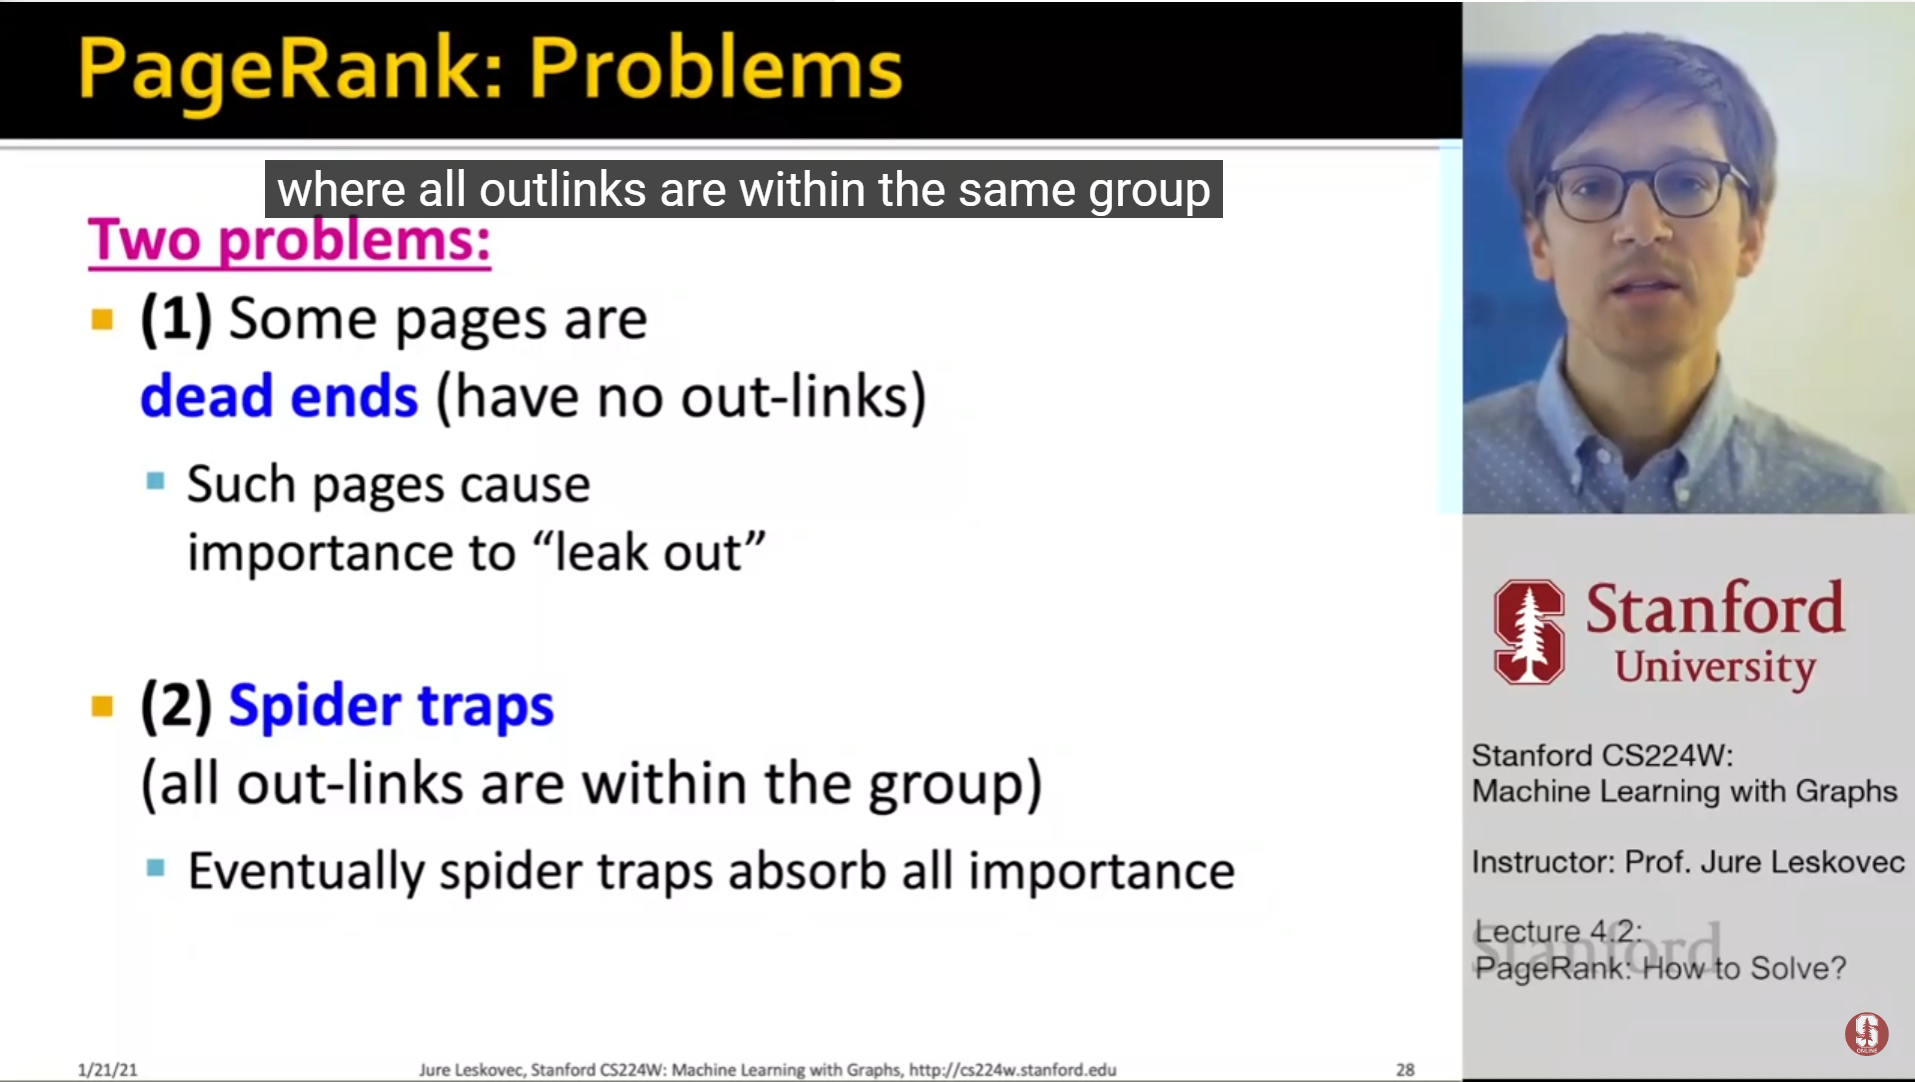 PageRank: Problems
where all outlinks are within the same group
Two problems:
(1) Some pages are
dead ends (have no out-links)
Such pages cause
importance to “leak out”
(2) Spider traps
(all out-links are within the group)
Eventually spider traps absorb all importance
1/21/21
Jure Leskovec, Stanford CS224W: Machine Learning with Graphs, http://cs224w.stanford.edu
28
Stanford
University
Stanford CS224W:
Machine Learning with Graphs
Instructor: Prof. Jure Leskovec
Lecture 4.2:
PageRank: How to Solve?
Stanford
S
ONLINE